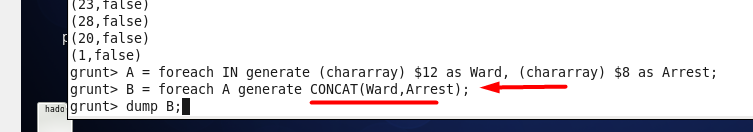 (23,false)
(28,false)
(20,false)
(1,false)
grunt> A = foreach IN generate (chararray) $12 as Ward, (chararray) $8 as Arrest;
grunt> B = foreach A generate CONCAT(Ward,Arrest);
hado
grunt> dump B;